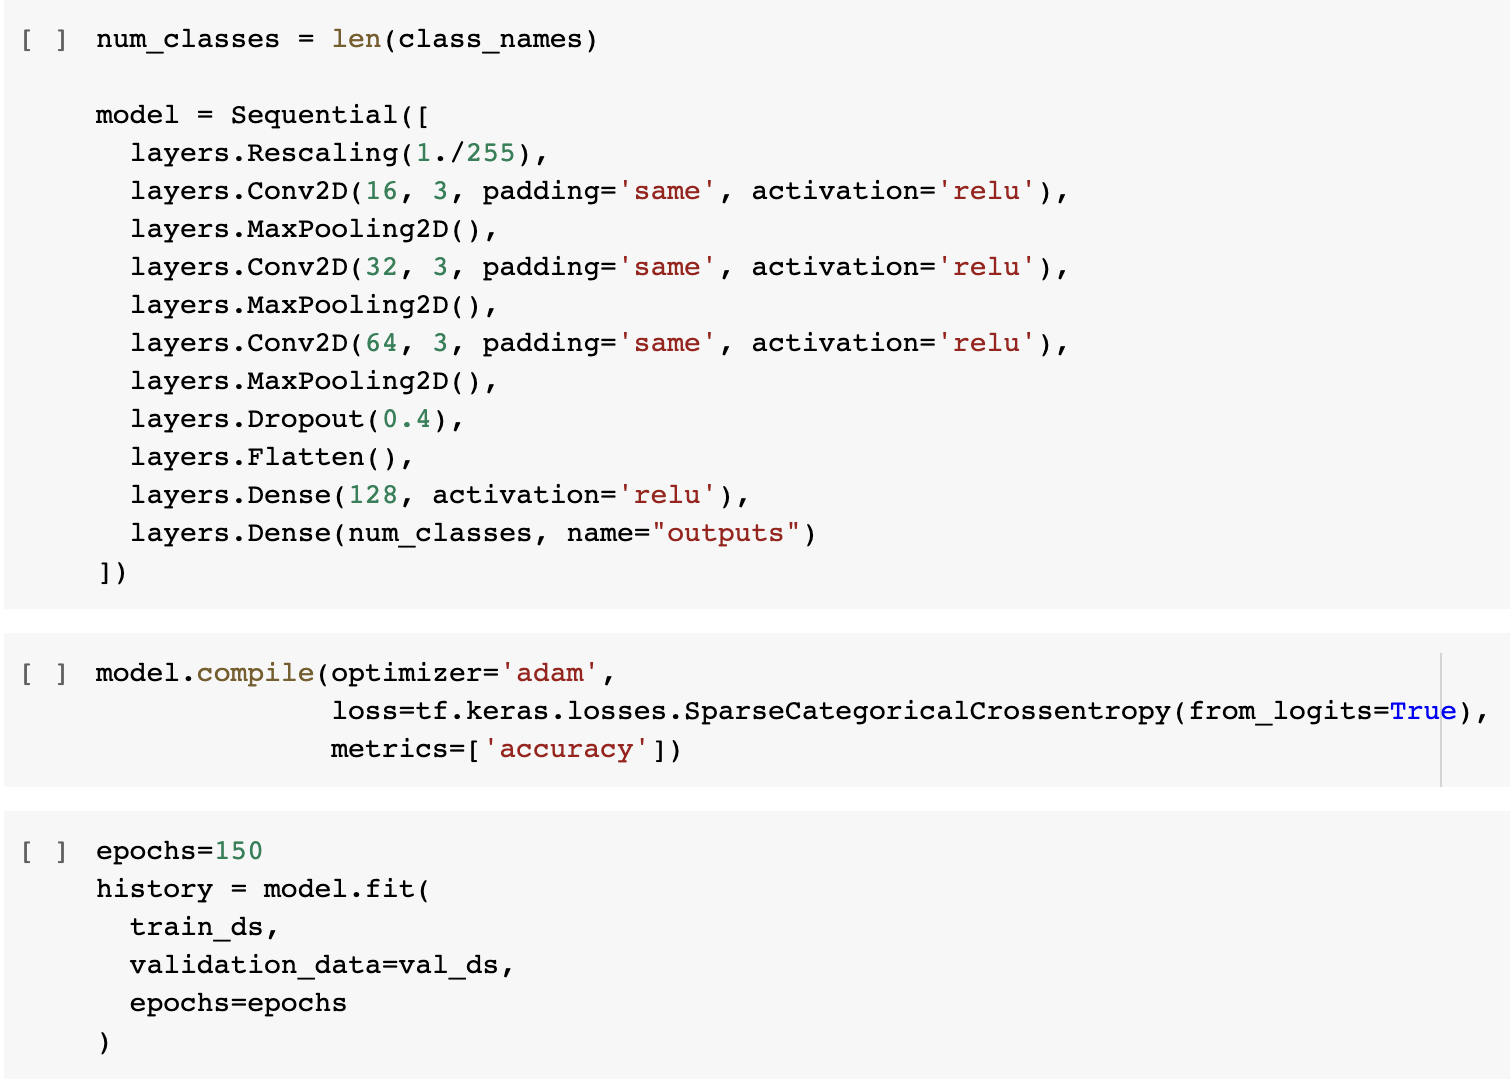 [ ] num_classes = len(class_names)
model = Sequential([
layers.Rescaling(1./255),
layers.Conv2D(16, 3, padding='same', activation='relu'),
layers.MaxPooling2D(),
layers.Conv2D(32, 3, padding='same', activation='relu'),
layers.MaxPooling2D(),
layers.Conv2D(64, 3, padding='same', activation='relu'),
layers.MaxPooling2D(),
layers.Dropout(0.4),
layers.Flatten(),
layers.Dense(128, activation='relu'),
layers.Dense(num_classes, name="outputs")
])
[ ] model.compile(optimizer='adam',
loss=tf.keras.losses.SparseCategoricalCrossentropy(from_logits=True),
metrics=['accuracy'])
[ ] epochs=150
history = model.fit(
train_ds,
validation_data=val_ds,
epochs=epochs
)